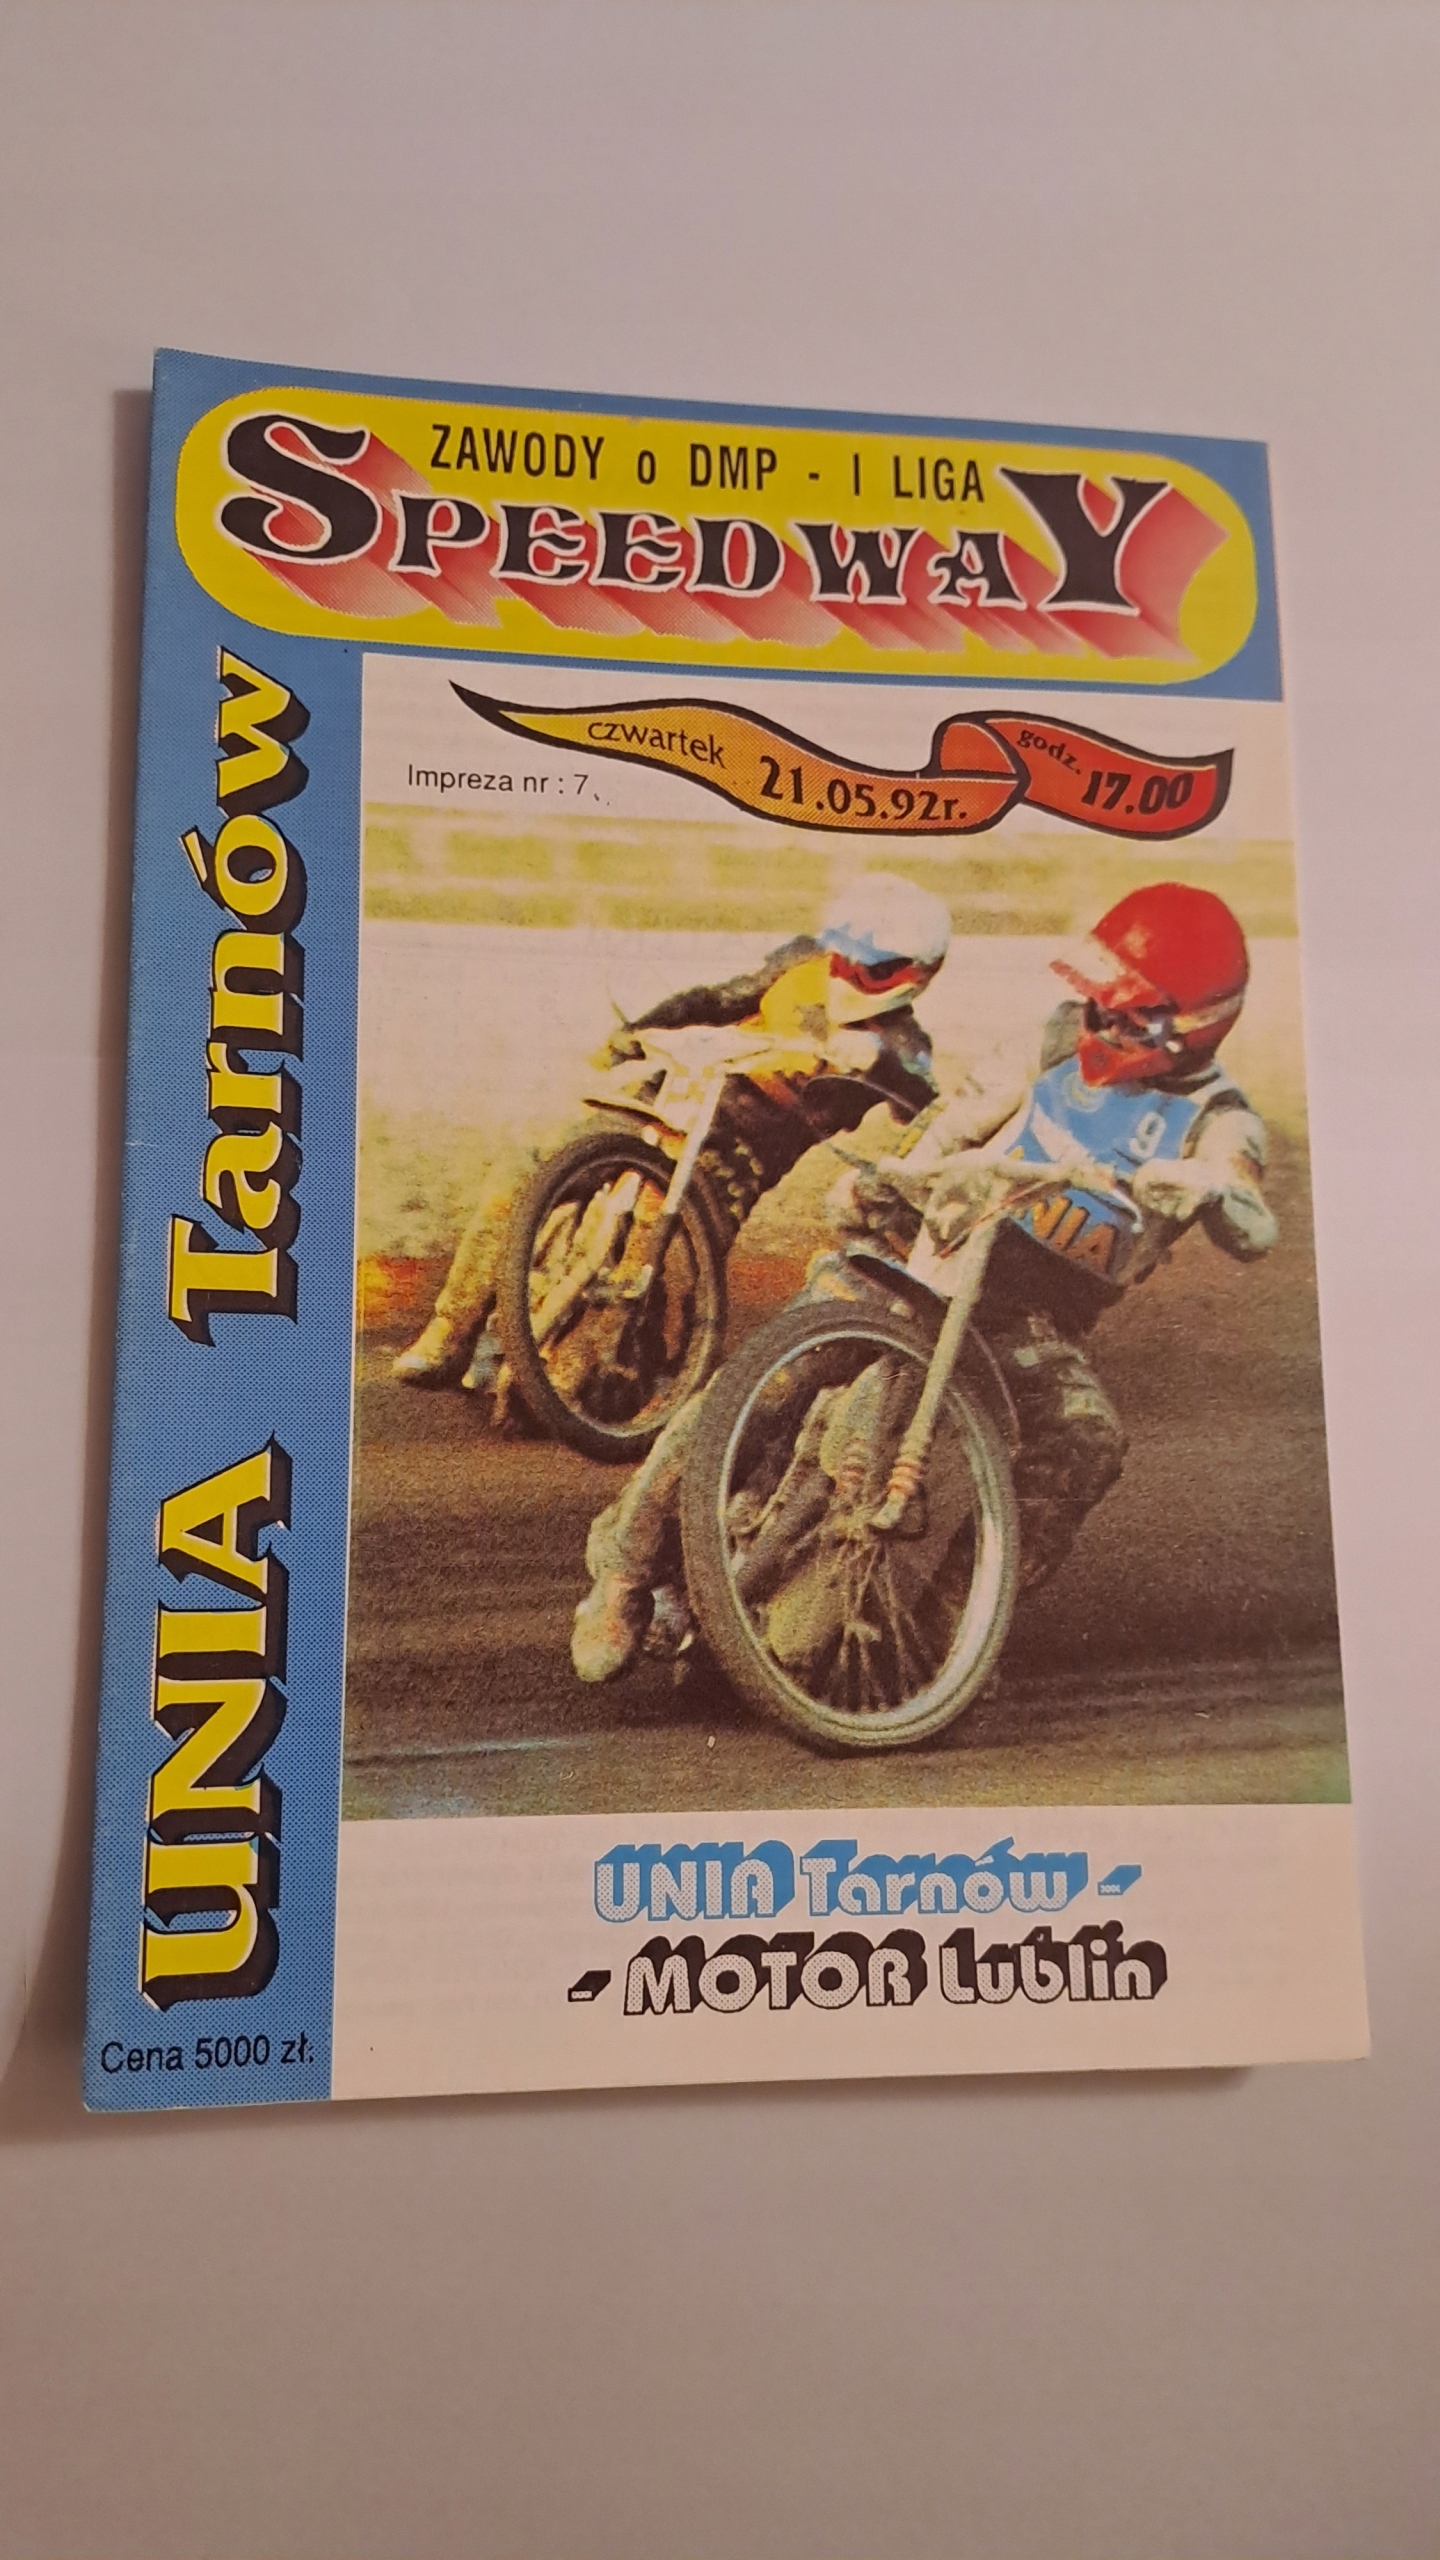 ZAWODY o DMP - I LIGA
SPEEDWAY
czwartek 21.05.92r. godz. 17.00
Impreza nr : 7
UNIA Tarnów
9
UNIA Tarnów -
- MOTOR Lublin
Cena 5000 zł.